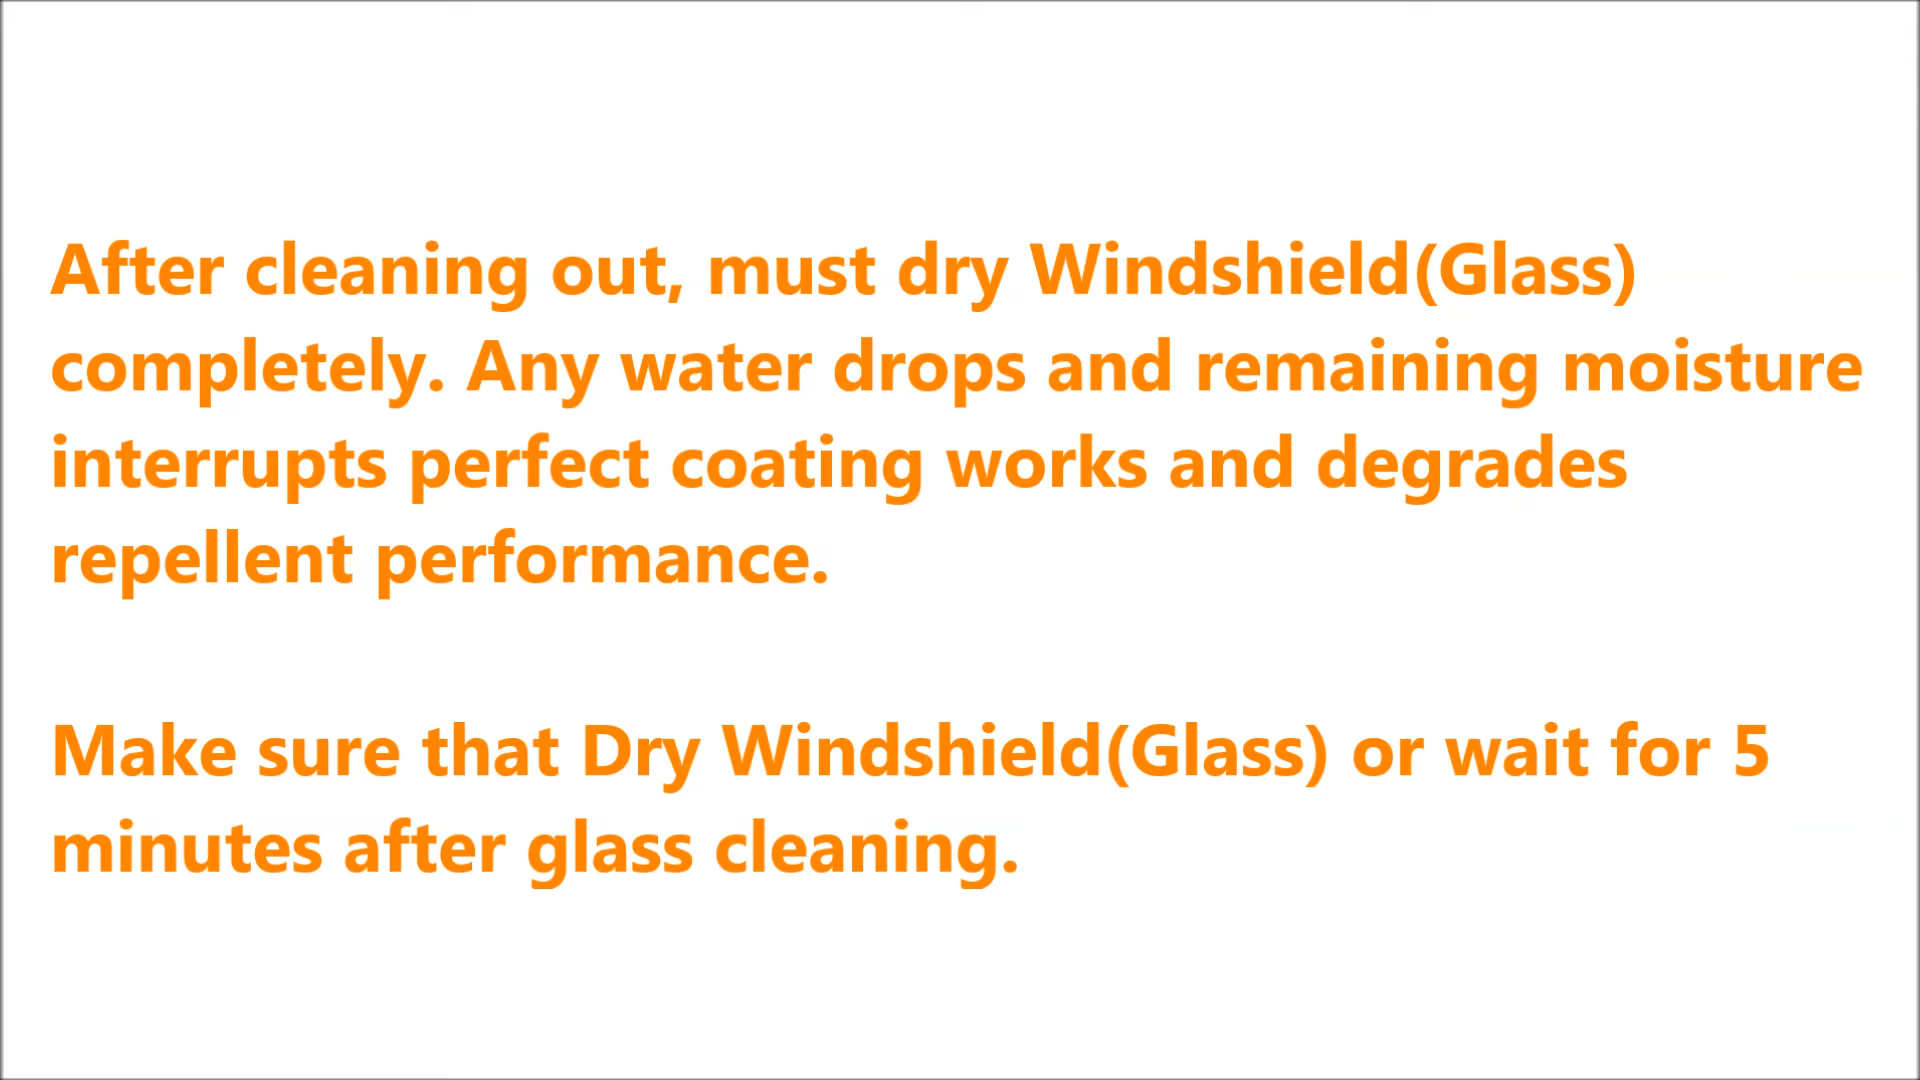 After cleaning out, must dry Windshield(Glass)
completely. Any water drops and remaining moisture
interrupts perfect coating works and degrades
repellent performance.
Make sure that Dry Windshield(Glass) or wait for 5
minutes after glass cleaning.